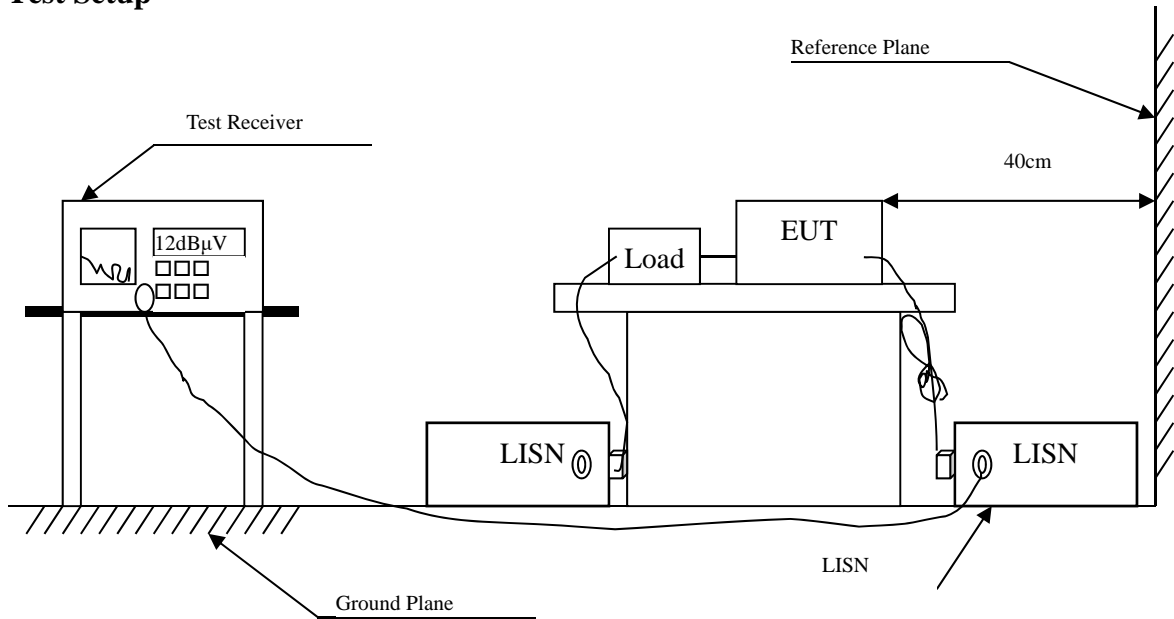 Test Setup
Reference Plane
Test Receiver
40cm
12dBµV
EUT
Load
LISN
LISN
LISN
Ground Plane